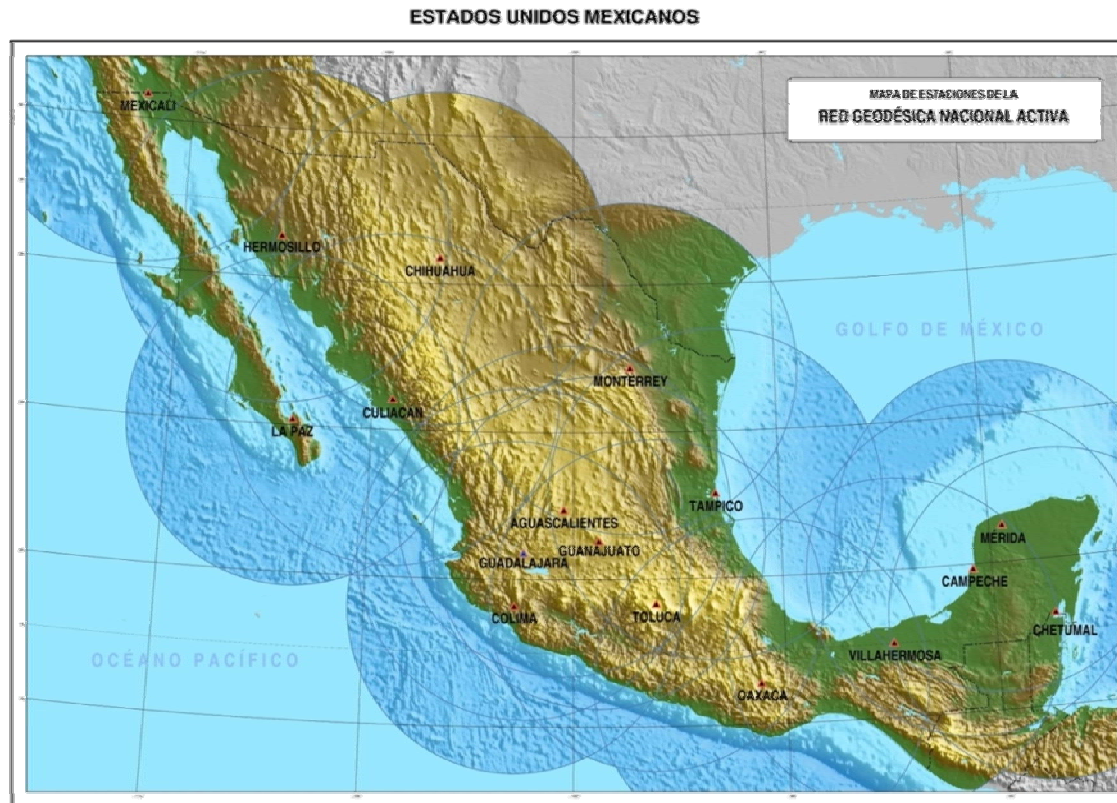 ESTADOS UNIDOS MEXICANOS
MAPA DE ESTACIONES DE LA
RED GEODÉSICA NACIONAL ACTIVA
MEXICALI
HERMOSILLO
CHIHUAHUA
GOLFO DE MÉXICO
MONTERREY
CULIACAN
LA PAZ
TAMPICO
AGUASCALIENTES
MERIDA
GUANAJUATO
GUADALAJARA
CAMPECHE
COLIMA
TOLUCA
CHETUMAL
VILLAHERMOSA
OCÉANO PACÍFICO
OAXACA